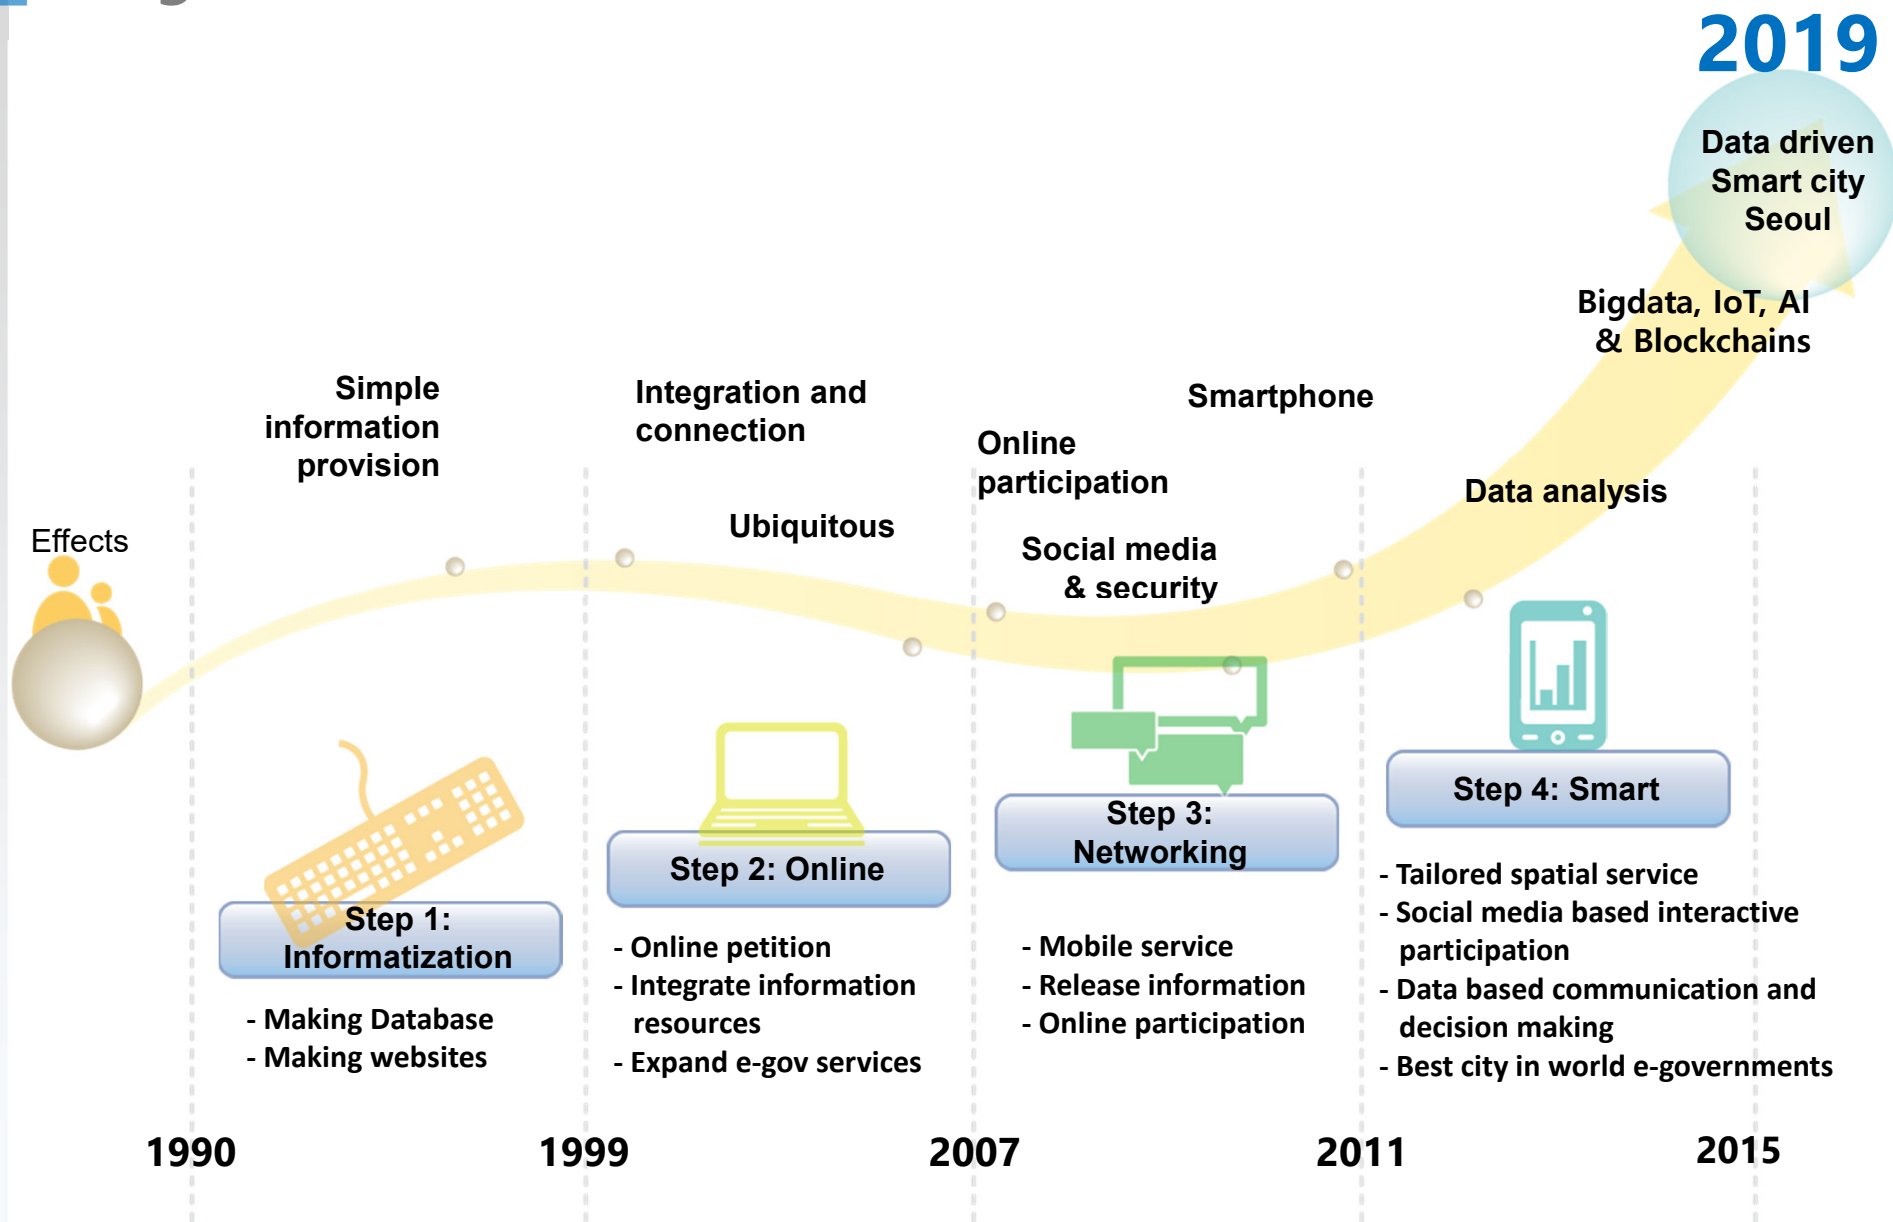 2019
Data driven
Smart city
Seoul
Bigdata, IoT, AI
& Blockchains
Simple
information
provision
Integration and
connection
Ubiquitous
Online
participation
Social media
& security
Smartphone
Data analysis
Effects
Step 1:
Informatization
- Making Database
- Making websites
Step 2: Online
- Online petition
- Integrate information
resources
- Expand e-gov services
Step 3:
Networking
- Mobile service
- Release information
- Online participation
Step 4: Smart
- Tailored spatial service
- Social media based interactive
participation
- Data based communication and
decision making
- Best city in world e-governments
1990
1999
2007
2011
2015